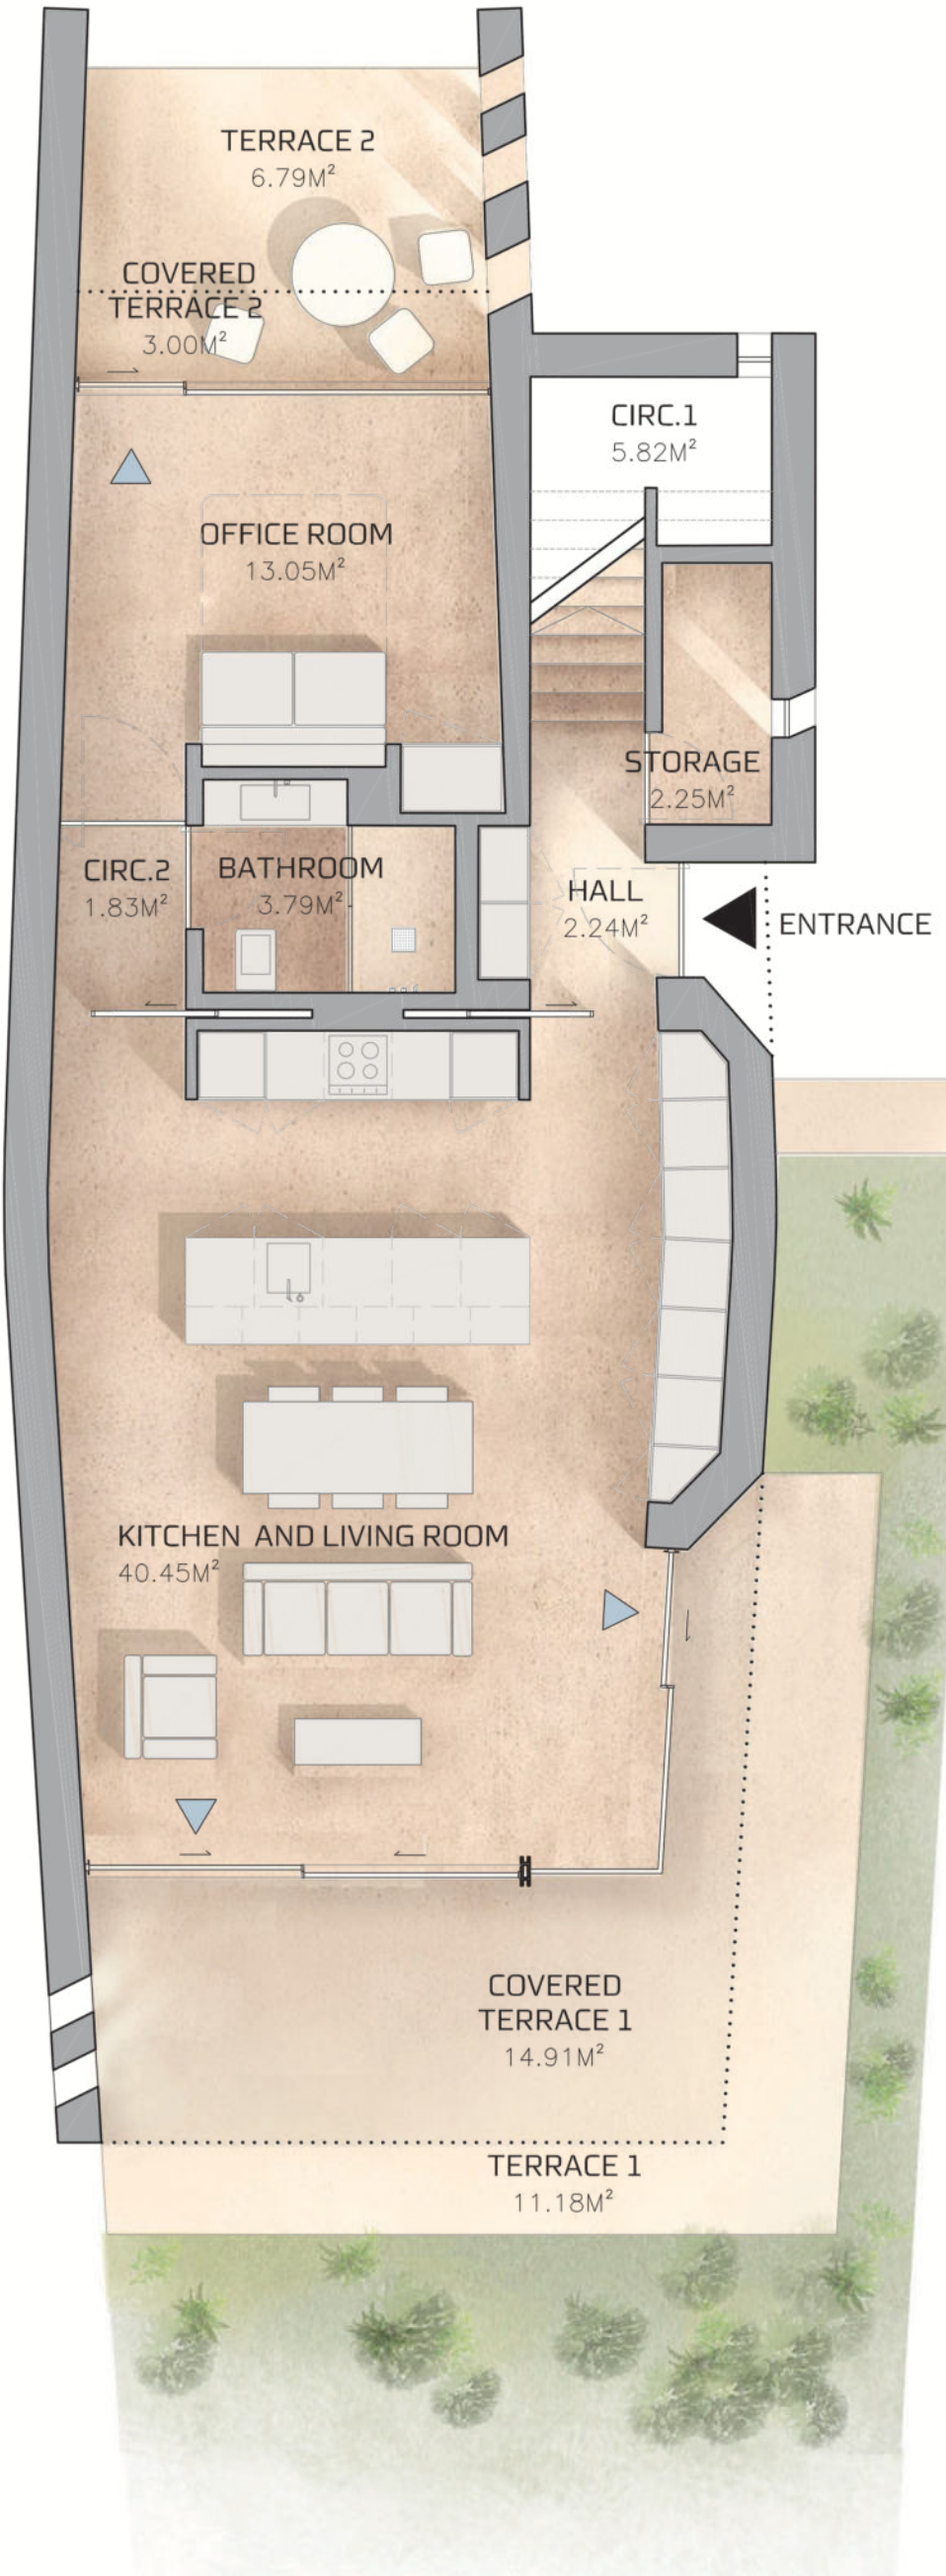 TERRACE 2
6.79M²
COVERED
TERRACE 2
3.00M²
CIRC.1
5.82M²
OFFICE ROOM
13.05M²
STORAGE
2.25M²
CIRC.2
1.83M²
BATHROOM
3.79M²
HALL
2.24M²
ENTRANCE
KITCHEN AND LIVING ROOM
40.45M²
COVERED
TERRACE 1
14.91M²
TERRACE 1
11.18M²